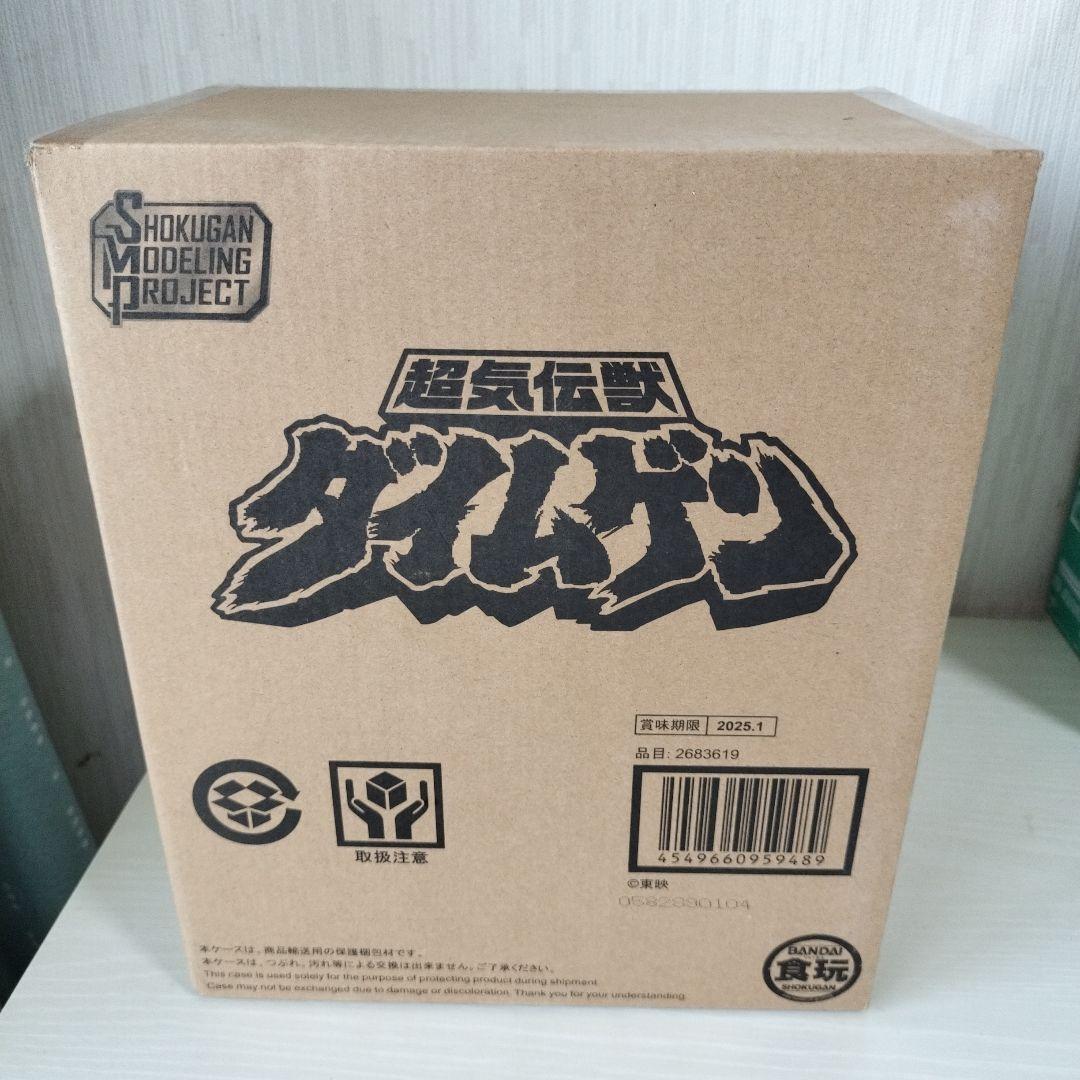 SHOKUGAN
MODELING
PROJECT
超気伝獣
ダイムゲン
賞味期限 2025.1
品目: 2683619
4549660959489
©東映
0582890104
取扱注意
本ケースは、商品輸送用の保護梱包材です。
本ケースは、つぶれ、汚れ等による交換は出来ません。ご了承ください。
This case is used solely for the purpose of protecting product during shipment.
Case may not be exchanged due to damage or discoloration. Thank you for your understanding.
BANDAI
食玩
SHOKUGAN